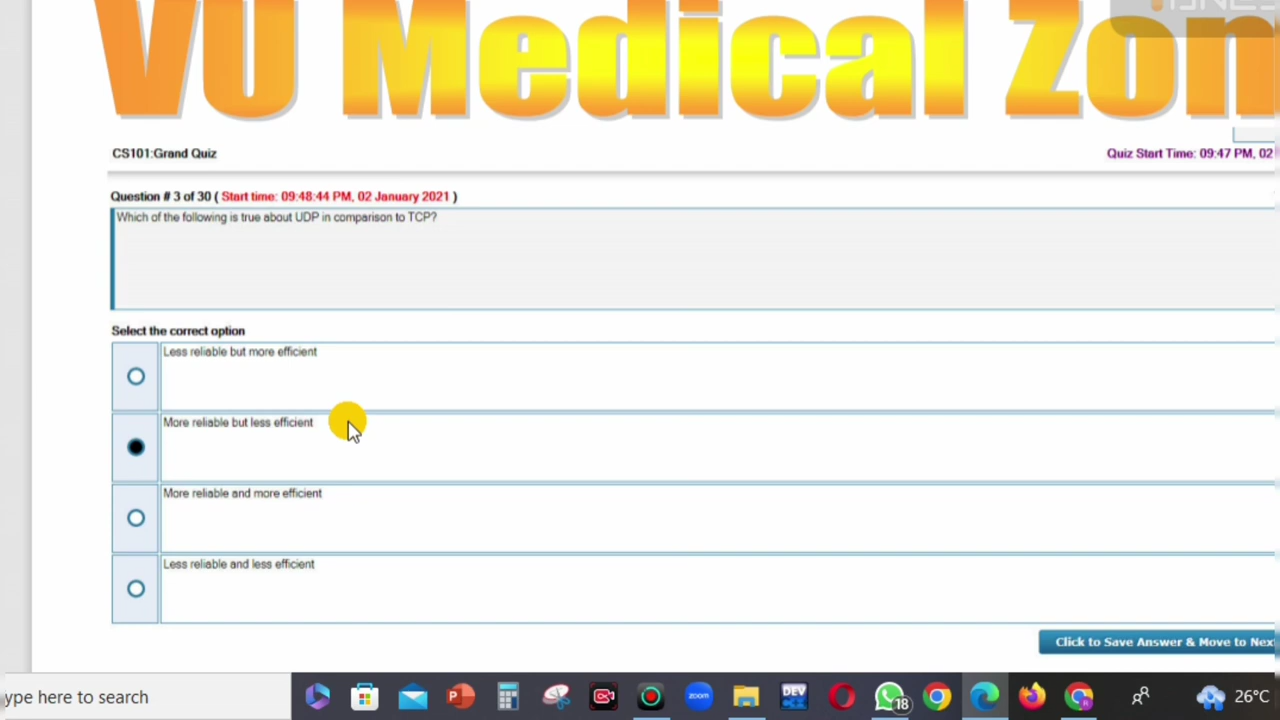 VU Medical Zon
CS101:Grand Quiz
Quiz Start Time: 09:47 PM, 02
Question # 3 of 30 ( Start time: 09:48:44 PM, 02 January 2021 )
Which of the following is true about UDP in comparison to TCP?
Select the correct option
Less reliable but more efficient
More reliable but less efficient
More reliable and more efficient
Less reliable and less efficient
Click to Save Answer & Move to Nex
ype here to search
P
DEV
zoom
18
R
26°C